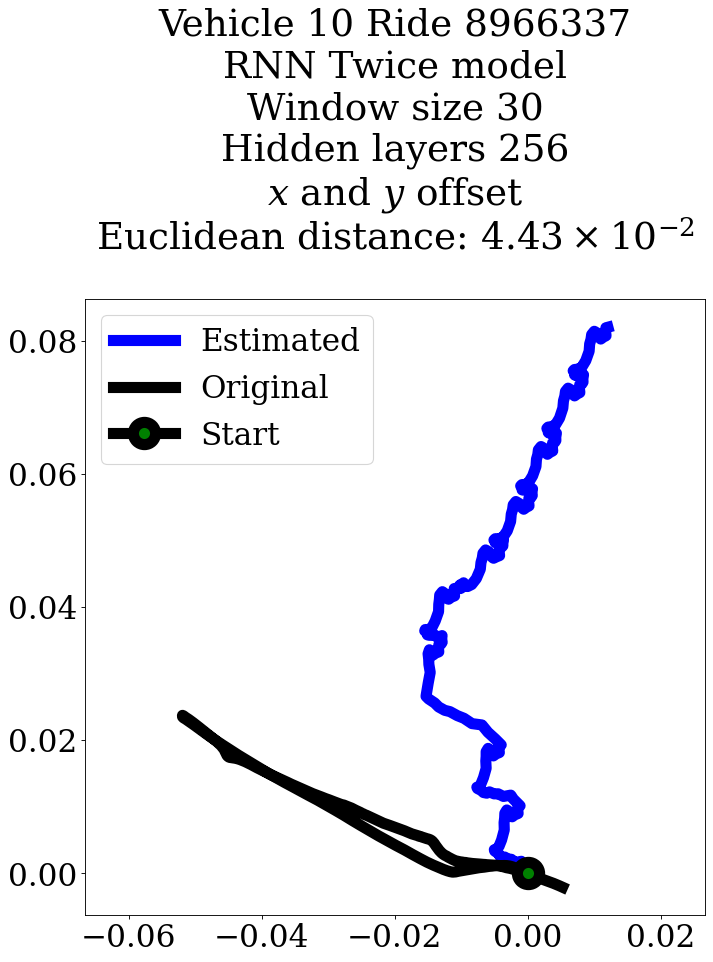 Vehicle 10 Ride 8966337
RNN Twice model
Window size 30
Hidden layers 256
x and y offset
Euclidean distance: 4.43 × 10⁻²
Estimated
Original
Start
0.08
0.06
0.04
0.02
0.00
−0.06 −0.04 −0.02 0.00 0.02